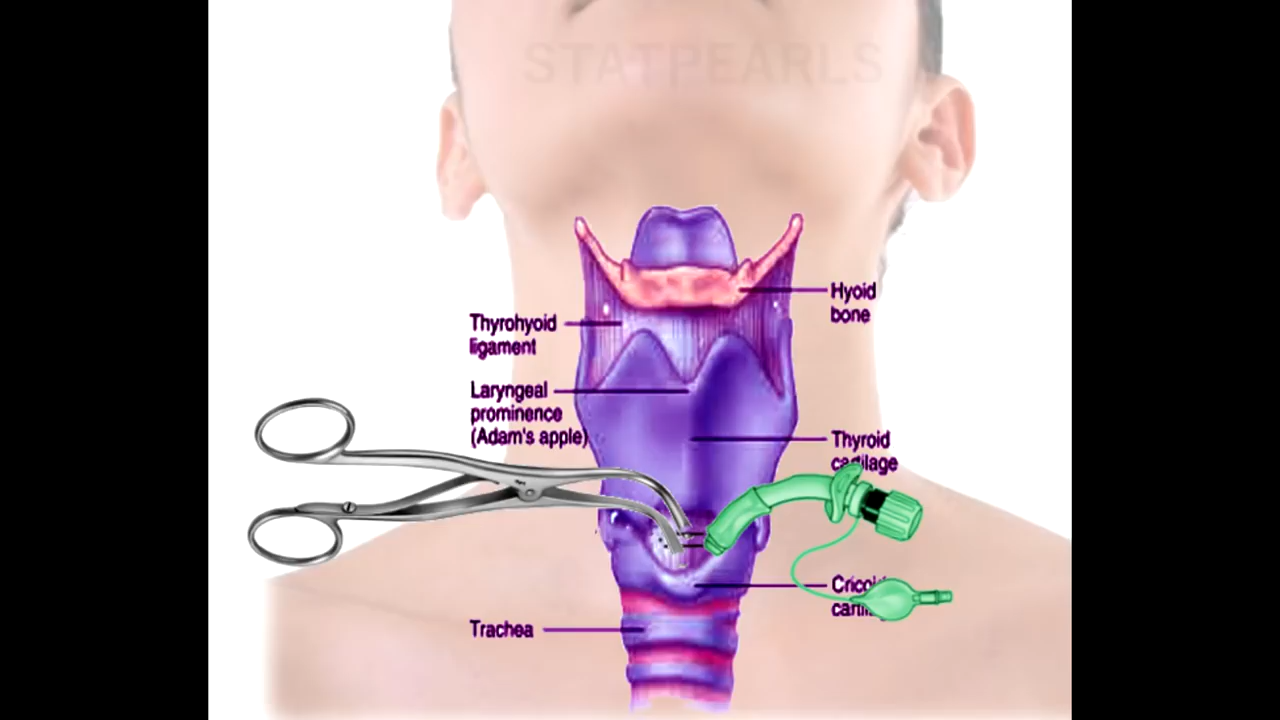 STATPEARLS
Hyoid
bone
Thyrohyoid
ligament
Laryngeal
prominence
(Adam's apple)
Thyroid
cartilage
Trachea